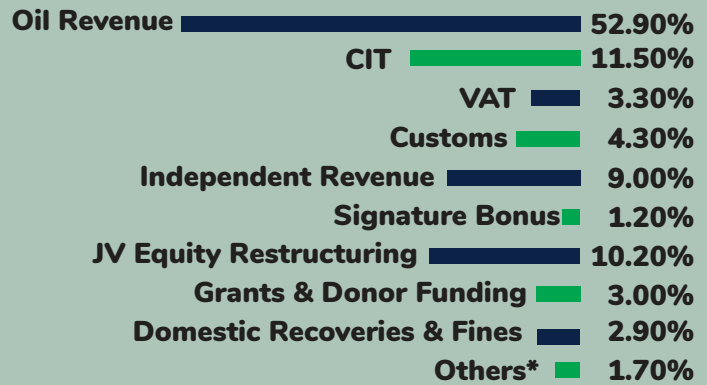 Oil Revenue 52.90%
CIT 11.50%
VAT 3.30%
Customs 4.30%
Independent Revenue 9.00%
Signature Bonus 1.20%
JV Equity Restructuring 10.20%
Grants & Donor Funding 3.00%
Domestic Recoveries & Fines 2.90%
Others* 1.70%